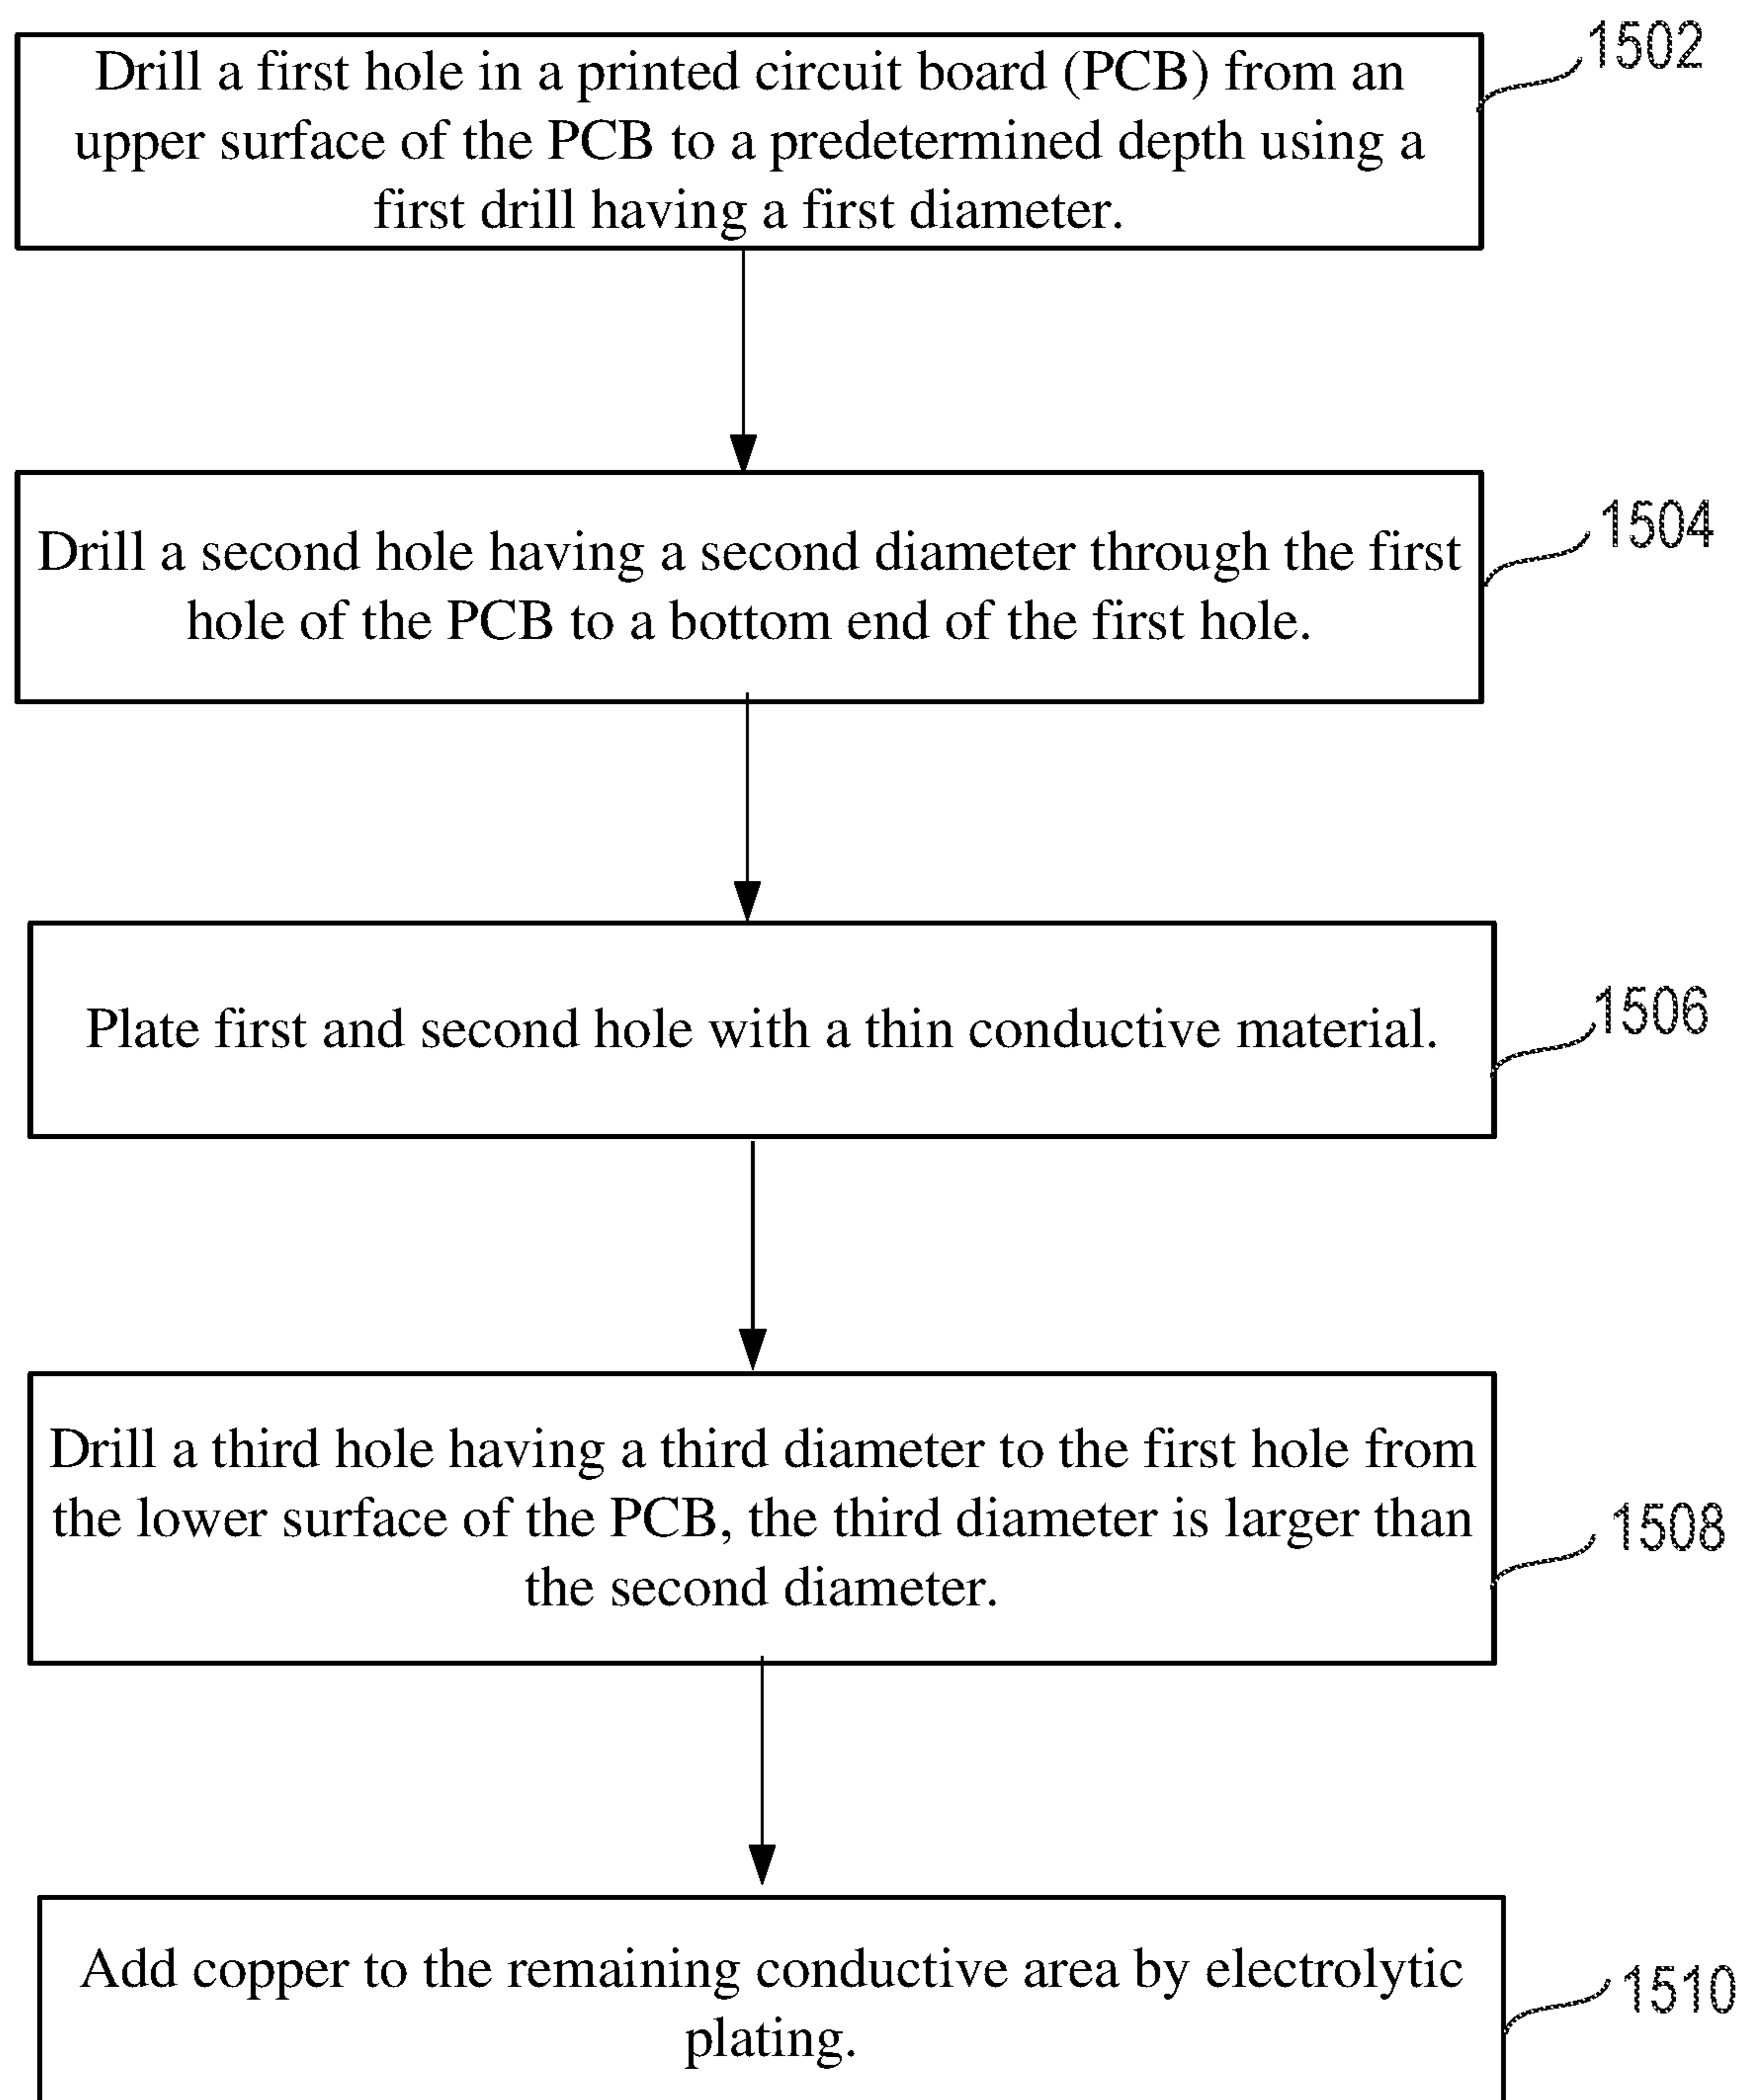 Drill a first hole in a printed circuit board (PCB) from an
upper surface of the PCB to a predetermined depth using a
first drill having a first diameter.
1502
Drill a second hole having a second diameter through the first
hole of the PCB to a bottom end of the first hole.
1504
Plate first and second hole with a thin conductive material.
1506
Drill a third hole having a third diameter to the first hole from
the lower surface of the PCB, the third diameter is larger than
the second diameter.
1508
Add copper to the remaining conductive area by electrolytic
plating.
1510